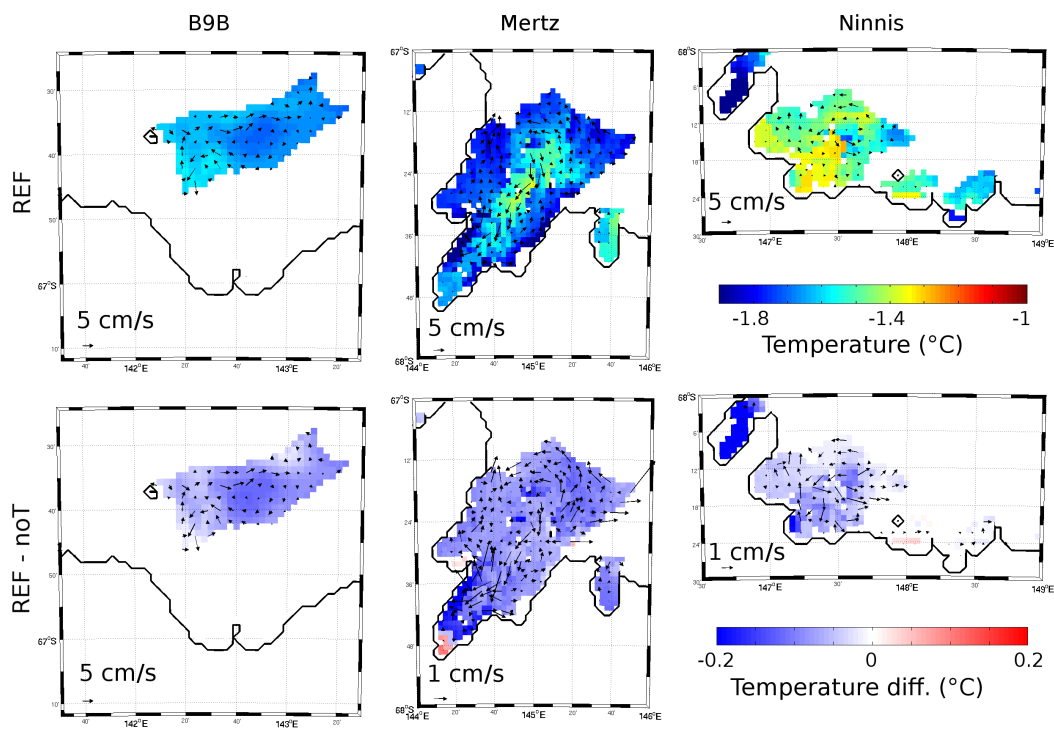 B9B Mertz Ninnis
REF
67°S
12'
24'
36'
48'
68°S
144°E 20' 40' 145°E 20' 40' 146°E
30'
40'
50'
67°S
10'
40' 142°E 20' 40' 143°E 20'
68°S
6'
12'
18'
24'
30'
30' 147°E 30' 148°E 30' 149°E
5 cm/s
5 cm/s
5 cm/s
-1.8 -1.4 -1
Temperature (°C)
REF - noT
30'
40'
50'
67°S
10'
40' 142°E 20' 40' 143°E 20'
67°S
12'
24'
36'
48'
68°S
144°E 20' 40' 145°E 20' 40' 146°E
68°S
6'
12'
18'
24'
30'
30' 147°E 30' 148°E 30' 149°E
5 cm/s
1 cm/s
1 cm/s
-0.2 0 0.2
Temperature diff. (°C)